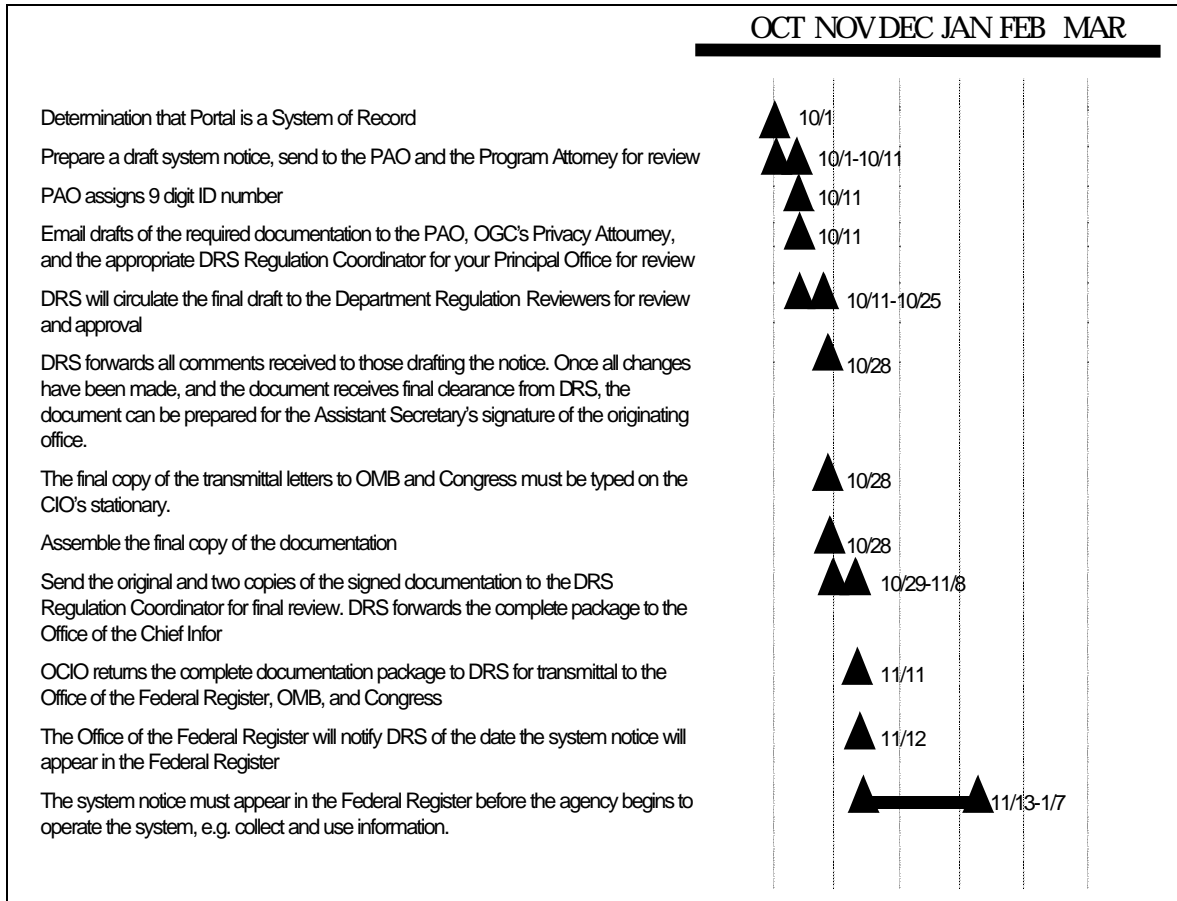 OCT NOV DEC JAN FEB MAR
Determination that Portal is a System of Record
10/1
Prepare a draft system notice, send to the PAO and the Program Attorney for review
10/1-10/11
PAO assigns 9 digit ID number
10/11
Email drafts of the required documentation to the PAO, OGC's Privacy Attourney,
and the appropriate DRS Regulation Coordinator for your Principal Office for review
10/11
DRS will circulate the final draft to the Department Regulation Reviewers for review
and approval
10/11-10/25
DRS forwards all comments received to those drafting the notice. Once all changes
have been made, and the document receives final clearance from DRS, the
document can be prepared for the Assistant Secretary's signature of the originating
office.
10/28
The final copy of the transmittal letters to OMB and Congress must be typed on the
CIO's stationary.
10/28
Assemble the final copy of the documentation
10/28
Send the original and two copies of the signed documentation to the DRS
Regulation Coordinator for final review. DRS forwards the complete package to the
Office of the Chief Infor
10/29-11/8
OCIO returns the complete documentation package to DRS for transmittal to the
Office of the Federal Register, OMB, and Congress
11/11
The Office of the Federal Register will notify DRS of the date the system notice will
appear in the Federal Register
11/12
The system notice must appear in the Federal Register before the agency begins to
operate the system, e.g. collect and use information.
11/13-1/7